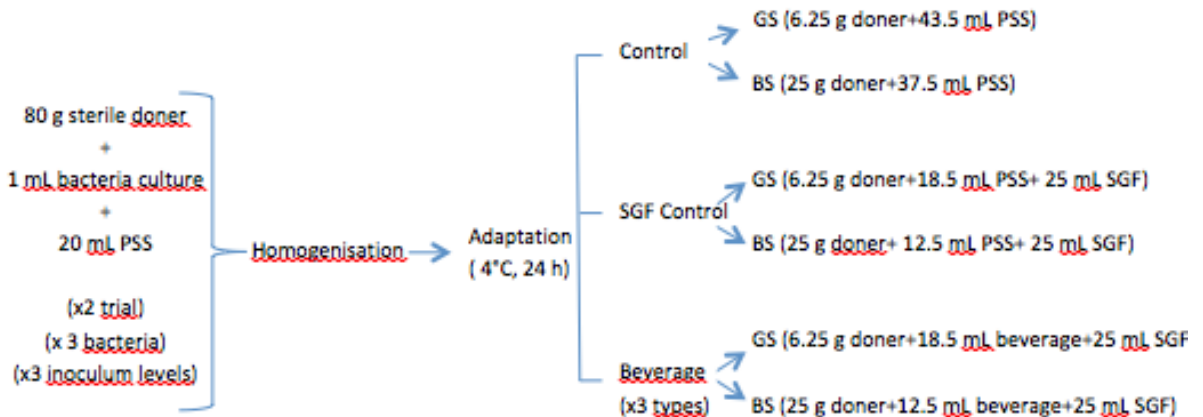 80 g sterile doner
+
1 mL bacteria culture
+
20 mL PSS
(x2 trial)
(x 3 bacteria)
(x3 inoculum levels)
Homogenisation
Adaptation
( 4°C, 24 h)
Control
GS (6.25 g doner+43.5 mL PSS)
BS (25 g doner+37.5 mL PSS)
SGF Control
GS (6.25 g doner+18.5 mL PSS+ 25 mL SGF)
BS (25 g doner+ 12.5 mL PSS+ 25 mL SGF)
Beverage
(x3 types)
GS (6.25 g doner+18.5 mL beverage+25 mL SGF
BS (25 g doner+12.5 mL beverage+25 mL SGF)